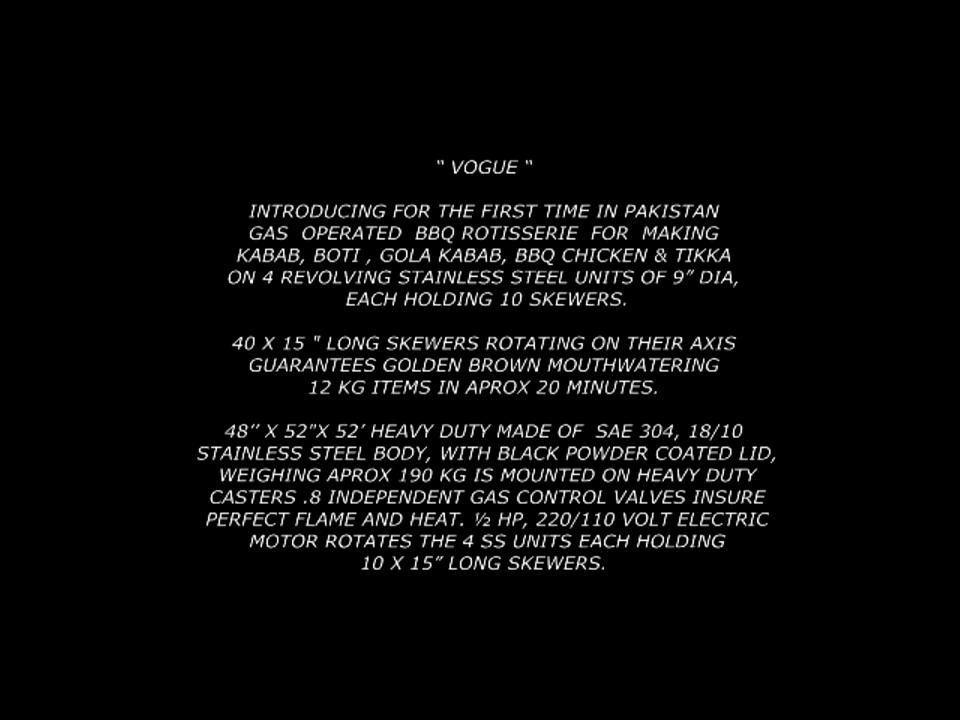 “ VOGUE “
INTRODUCING FOR THE FIRST TIME IN PAKISTAN
GAS OPERATED BBQ ROTISSERIE FOR MAKING
KABAB, BOTI , GOLA KABAB, BBQ CHICKEN & TIKKA
ON 4 REVOLVING STAINLESS STEEL UNITS OF 9” DIA,
EACH HOLDING 10 SKEWERS.
40 X 15 " LONG SKEWERS ROTATING ON THEIR AXIS
GUARANTEES GOLDEN BROWN MOUTHWATERING
12 KG ITEMS IN APROX 20 MINUTES.
48’’ X 52"X 52’ HEAVY DUTY MADE OF SAE 304, 18/10
STAINLESS STEEL BODY, WITH BLACK POWDER COATED LID,
WEIGHING APROX 190 KG IS MOUNTED ON HEAVY DUTY
CASTERS .8 INDEPENDENT GAS CONTROL VALVES INSURE
PERFECT FLAME AND HEAT. ½ HP, 220/110 VOLT ELECTRIC
MOTOR ROTATES THE 4 SS UNITS EACH HOLDING
10 X 15” LONG SKEWERS.